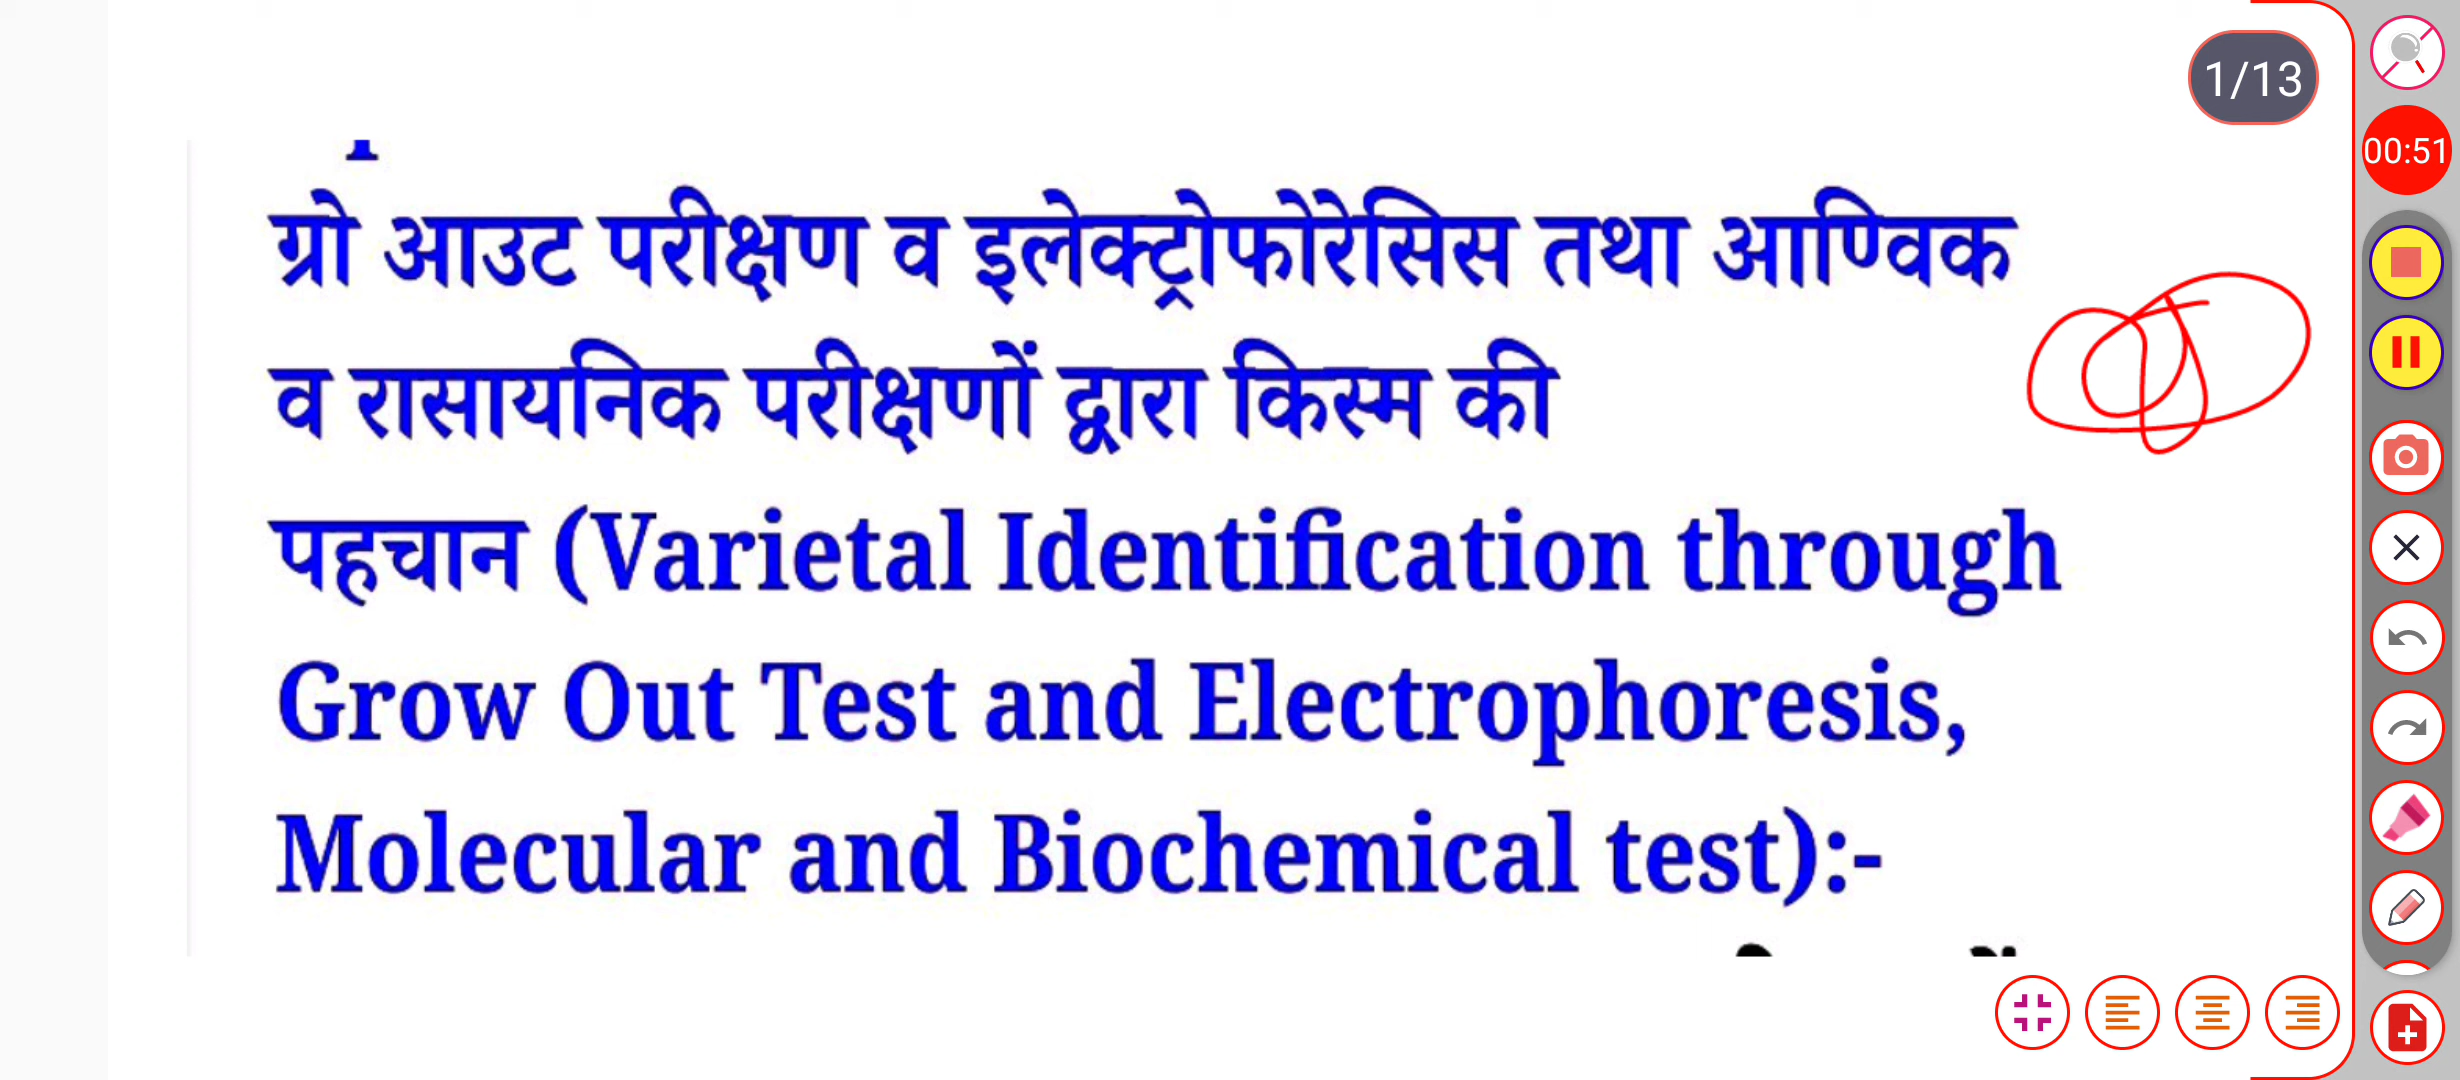 1/13
00:51
ग्रो आउट परीक्षण व इलेक्ट्रोफोरेसिस तथा आण्विक
व रासायनिक परीक्षणों द्वारा किस्म की
पहचान (Varietal Identification through
Grow Out Test and Electrophoresis,
Molecular and Biochemical test):-